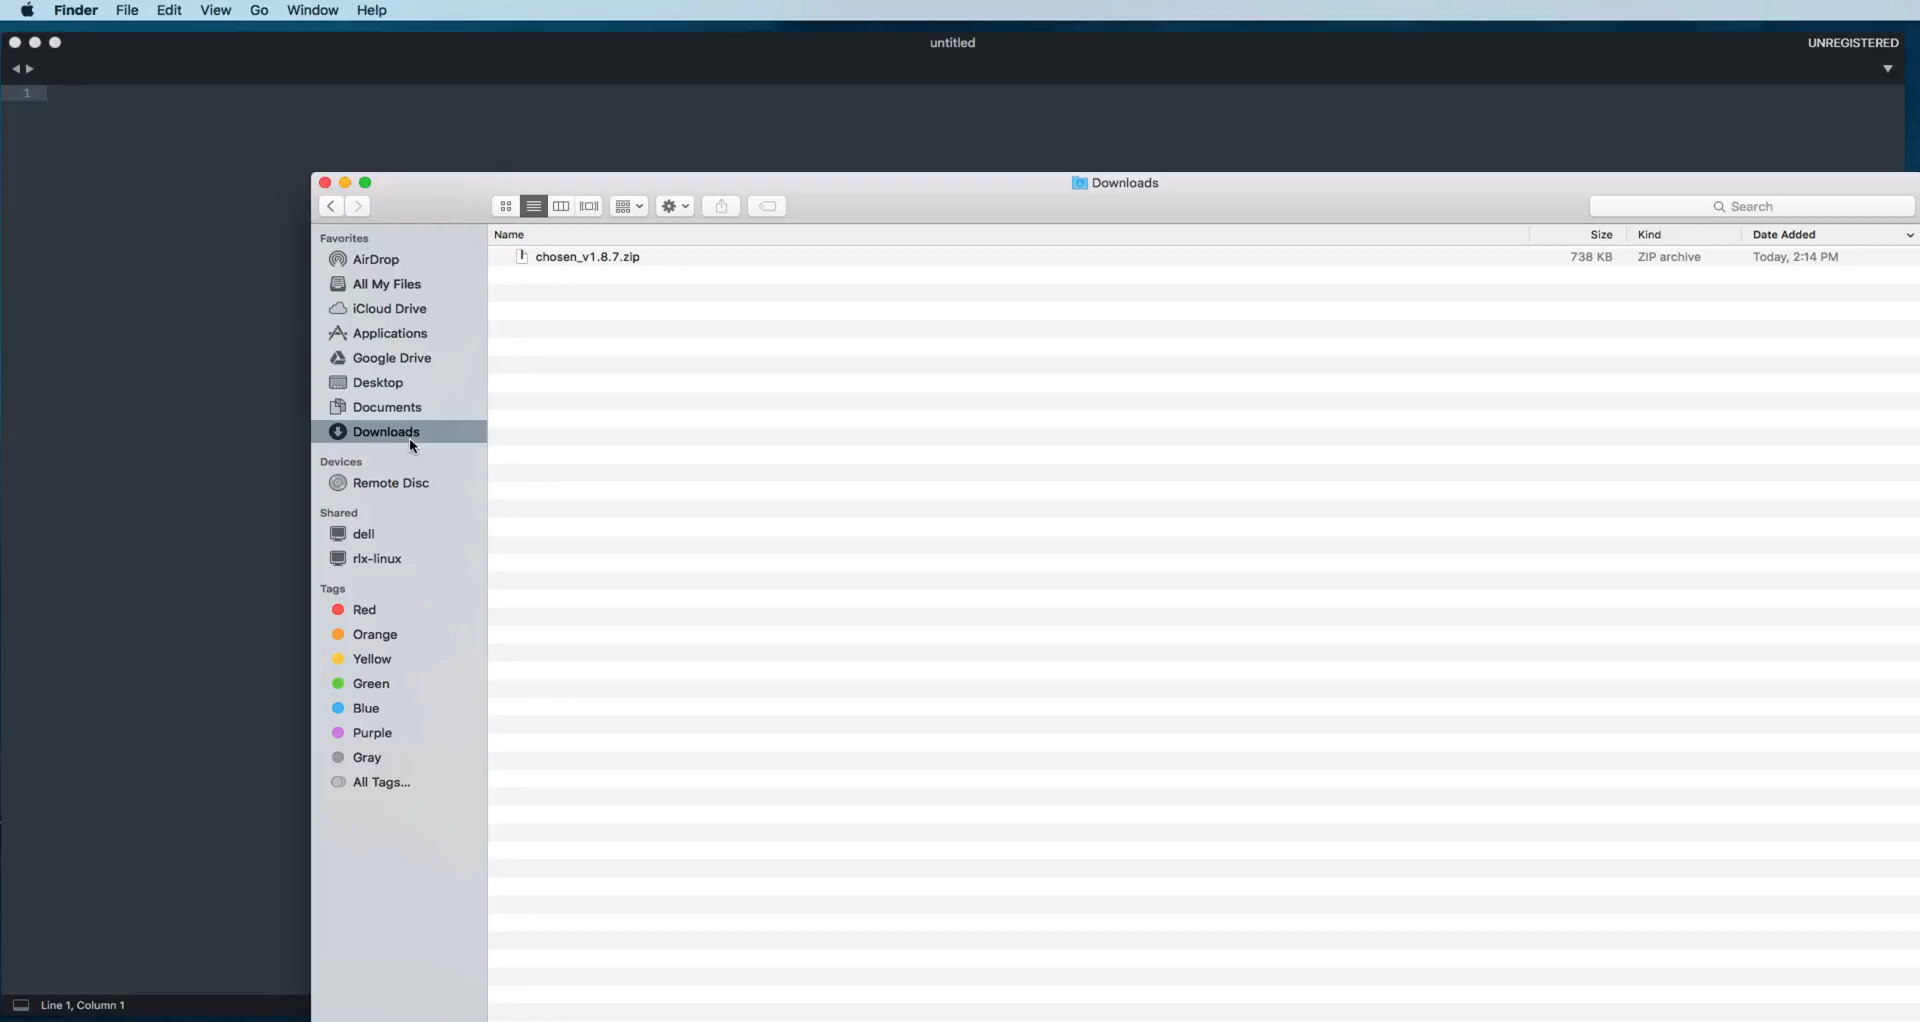 Finder File Edit View Go Window Help
untitled
UNREGISTERED
1
Downloads
Search
Favorites
AirDrop
All My Files
iCloud Drive
Applications
Google Drive
Desktop
Documents
Downloads
Devices
Remote Disc
Shared
dell
rlx-linux
Tags
Red
Orange
Yellow
Green
Blue
Purple
Gray
All Tags...
Name Size Kind Date Added
chosen_v1.8.7.zip 738 KB ZIP archive Today, 2:14 PM
Line 1, Column 1